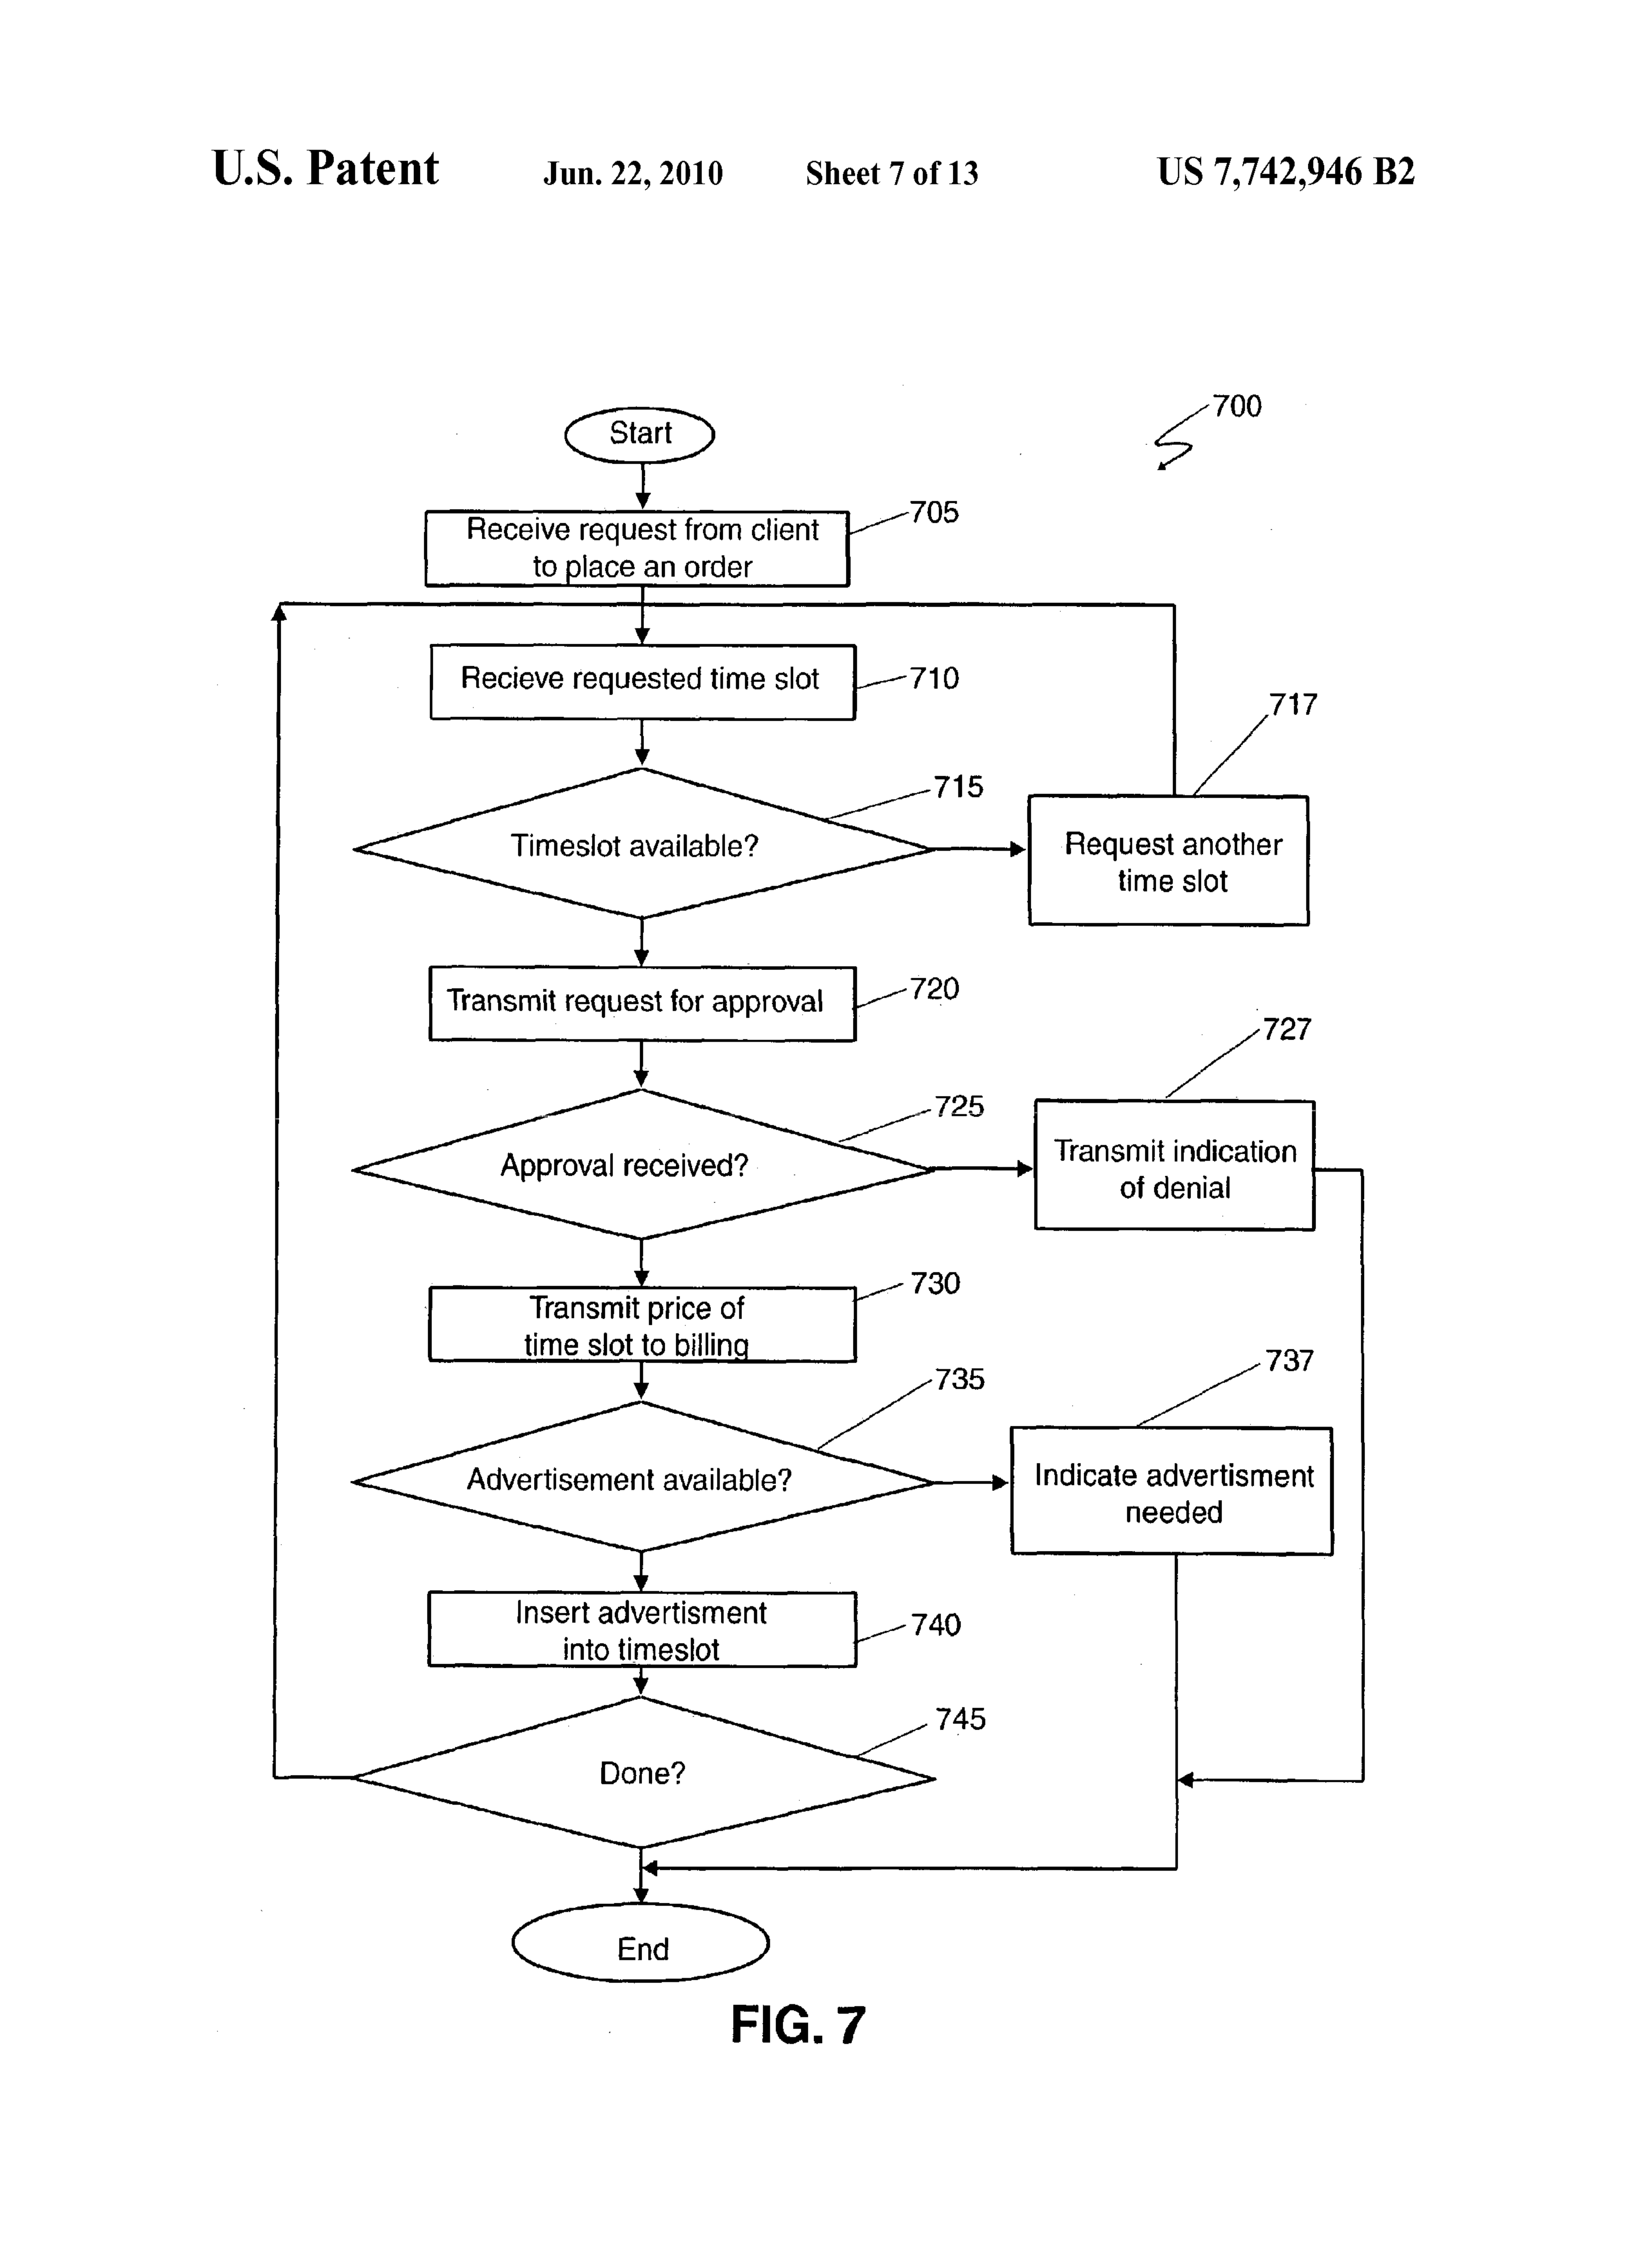 U.S. Patent Jun. 22, 2010 Sheet 7 of 13 US 7,742,946 B2
700
Start
705
Receive request from client
to place an order
Recieve requested time slot
710
717
715
Timeslot available?
Request another
time slot
Transmit request for approval
720
727
725
Approval received?
Transmit indication
of denial
730
Transmit price of
time slot to billing
737
735
Advertisement available?
Indicate advertisment
needed
Insert advertisment
into timeslot
740
745
Done?
End
FIG. 7